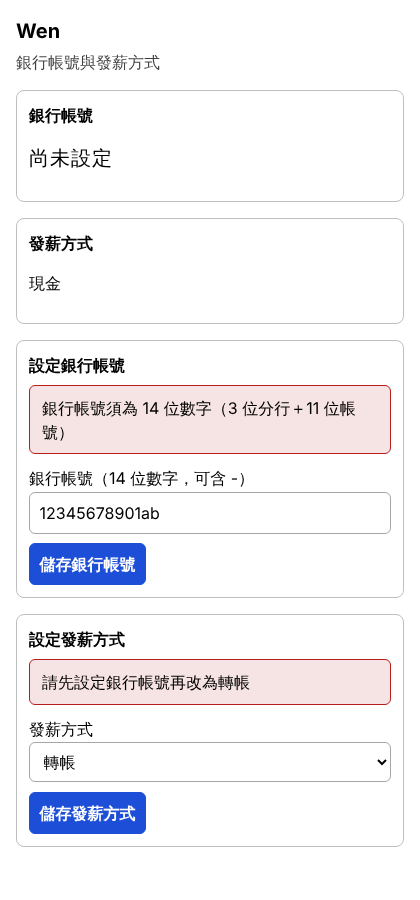 Wen
銀行帳號與發薪方式
銀行帳號
尚未設定
發薪方式
現金
設定銀行帳號
銀行帳號須為 14 位數字（3 位分行＋11 位帳
號）
銀行帳號（14 位數字，可含 -）
12345678901ab
儲存銀行帳號
設定發薪方式
請先設定銀行帳號再改為轉帳
發薪方式
轉帳
儲存發薪方式